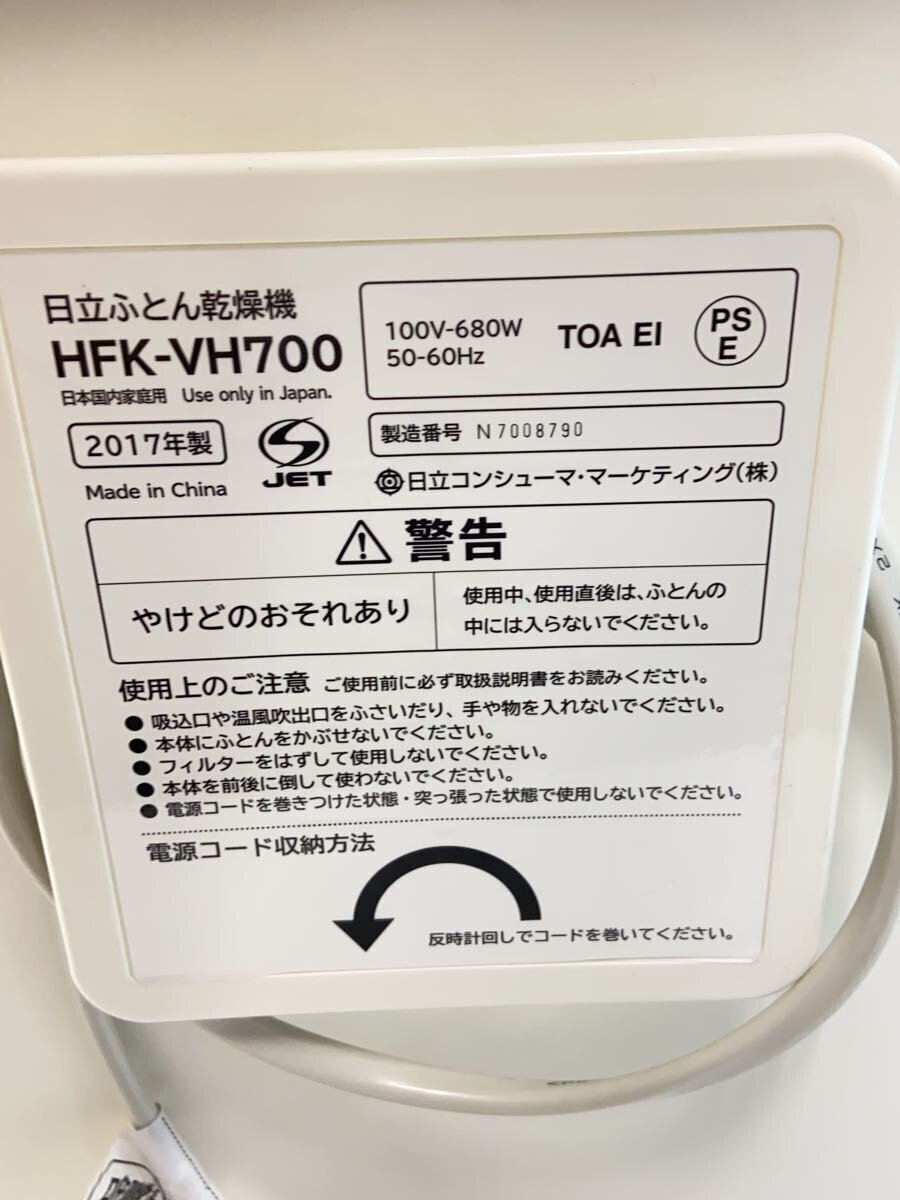 日立ふとん乾燥機
HFK-VH700
日本国内家庭用 Use only in Japan.
100V-680W
50-60Hz
TOA EI
PS
E
2017年製
JET
Made in China
製造番号 N7008790
日立コンシューマ・マーケティング(株)
警告
やけどのおそれあり
使用中、使用直後は、ふとんの
中には入らないでください。
使用上のご注意 ご使用前に必ず取扱説明書をお読みください。
● 吸込口や温風吹出口をふさいだり、手や物を入れないでください。
● 本体にふとんをかぶせないでください。
● フィルターをはずして使用しないでください。
● 本体を前後に倒して使わないでください。
● 電源コードを巻きつけた状態・突っ張った状態で使用しないでください。
電源コード収納方法
反時計回しでコードを巻いてください。